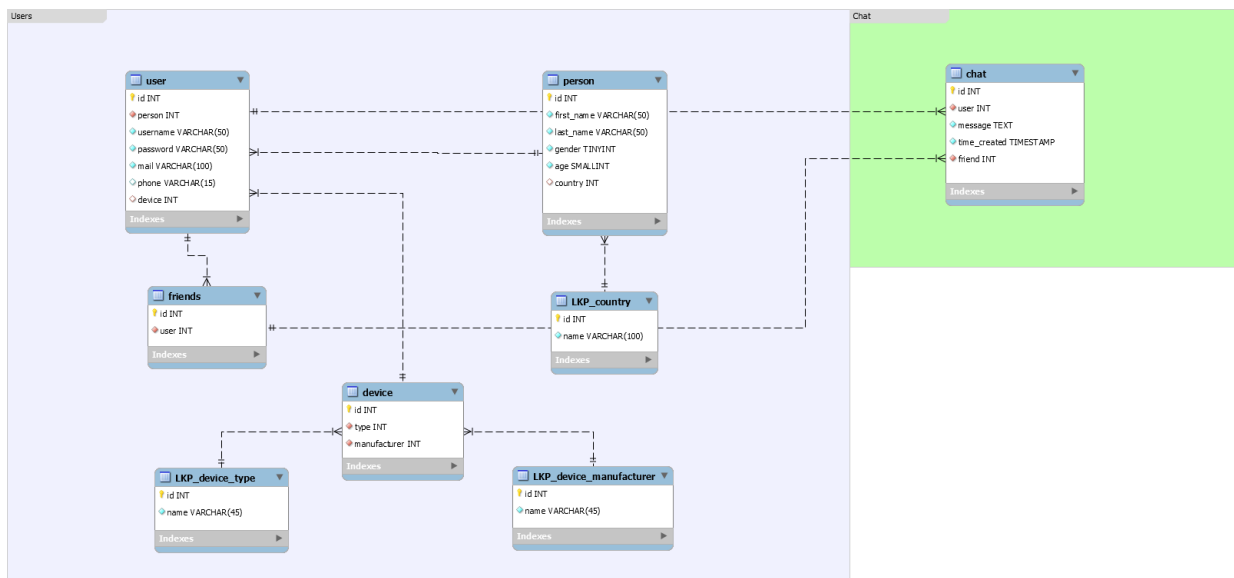 Users
Chat
user
id INT
person INT
username VARCHAR(50)
password VARCHAR(50)
mail VARCHAR(100)
phone VARCHAR(15)
device INT
Indexes
person
id INT
first_name VARCHAR(50)
last_name VARCHAR(50)
gender TINYINT
age SMALLINT
country INT
Indexes
chat
id INT
user INT
message TEXT
time_created TIMESTAMP
friend INT
Indexes
friends
id INT
user INT
Indexes
LKP_country
id INT
name VARCHAR(100)
Indexes
device
id INT
type INT
manufacturer INT
Indexes
LKP_device_type
id INT
name VARCHAR(45)
Indexes
LKP_device_manufacturer
id INT
name VARCHAR(45)
Indexes